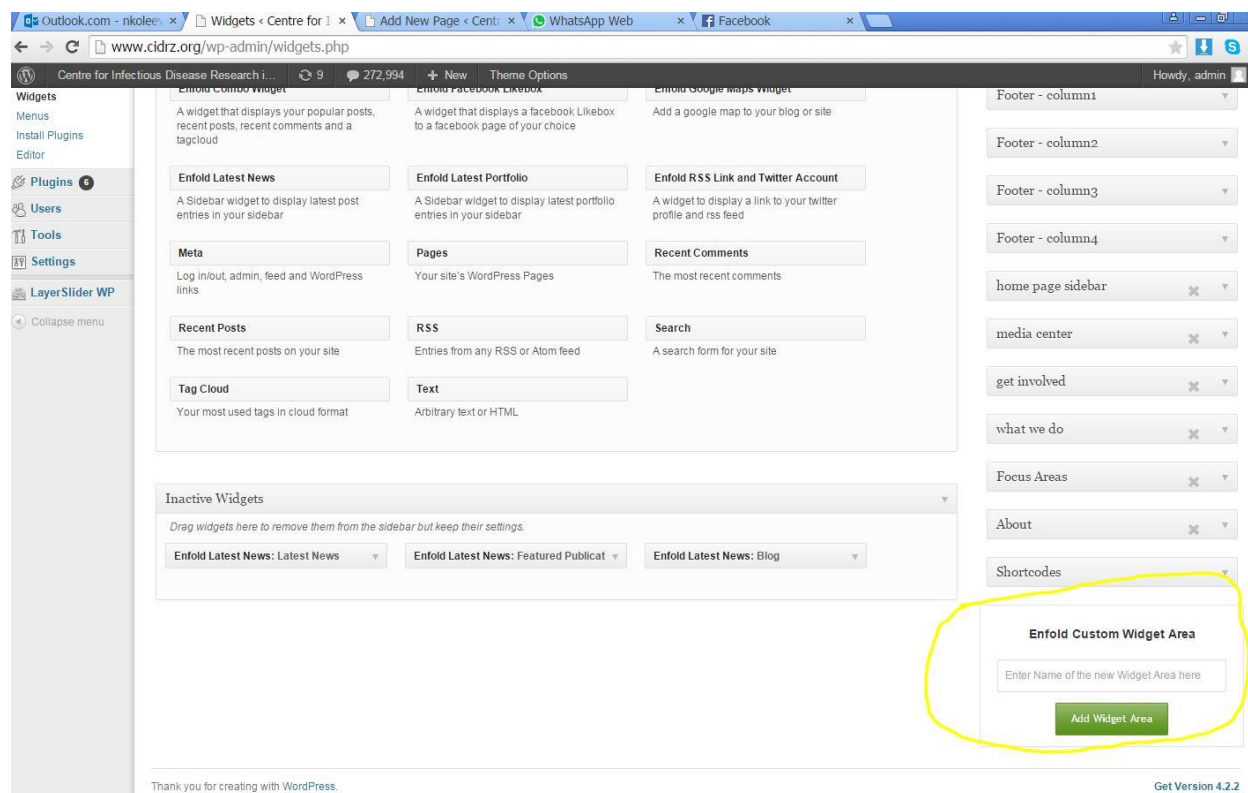 Outlook.com - nkolee
Widgets ‹ Centre for I
Add New Page ‹ Centr
WhatsApp Web
Facebook
www.cidrz.org/wp-admin/widgets.php
Centre for Infectious Disease Research i... 9 272,994 + New Theme Options Howdy, admin
Widgets
Menus
Install Plugins
Editor
Plugins 6
Users
Tools
Settings
LayerSlider WP
Collapse menu
Enfold Combo Widget
A widget that displays your popular posts,
recent posts, recent comments and a
tagcloud
Enfold Facebook Likebox
A widget that displays a facebook Likebox
to a facebook page of your choice
Enfold Google Maps Widget
Add a google map to your blog or site
Enfold Latest News
A Sidebar widget to display latest post
entries in your sidebar
Enfold Latest Portfolio
A Sidebar widget to display latest portfolio
entries in your sidebar
Enfold RSS Link and Twitter Account
A widget to display a link to your twitter
profile and rss feed
Meta
Log in/out, admin, feed and WordPress
links
Pages
Your site's WordPress Pages
Recent Comments
The most recent comments
Recent Posts
The most recent posts on your site
RSS
Entries from any RSS or Atom feed
Search
A search form for your site
Tag Cloud
Your most used tags in cloud format
Text
Arbitrary text or HTML
Inactive Widgets
Drag widgets here to remove them from the sidebar but keep their settings.
Enfold Latest News: Latest News
Enfold Latest News: Featured Publicat
Enfold Latest News: Blog
Footer - column1
Footer - column2
Footer - column3
Footer - column4
home page sidebar
media center
get involved
what we do
Focus Areas
About
Shortcodes
Enfold Custom Widget Area
Enter Name of the new Widget Area here
Add Widget Area
Thank you for creating with WordPress.
Get Version 4.2.2